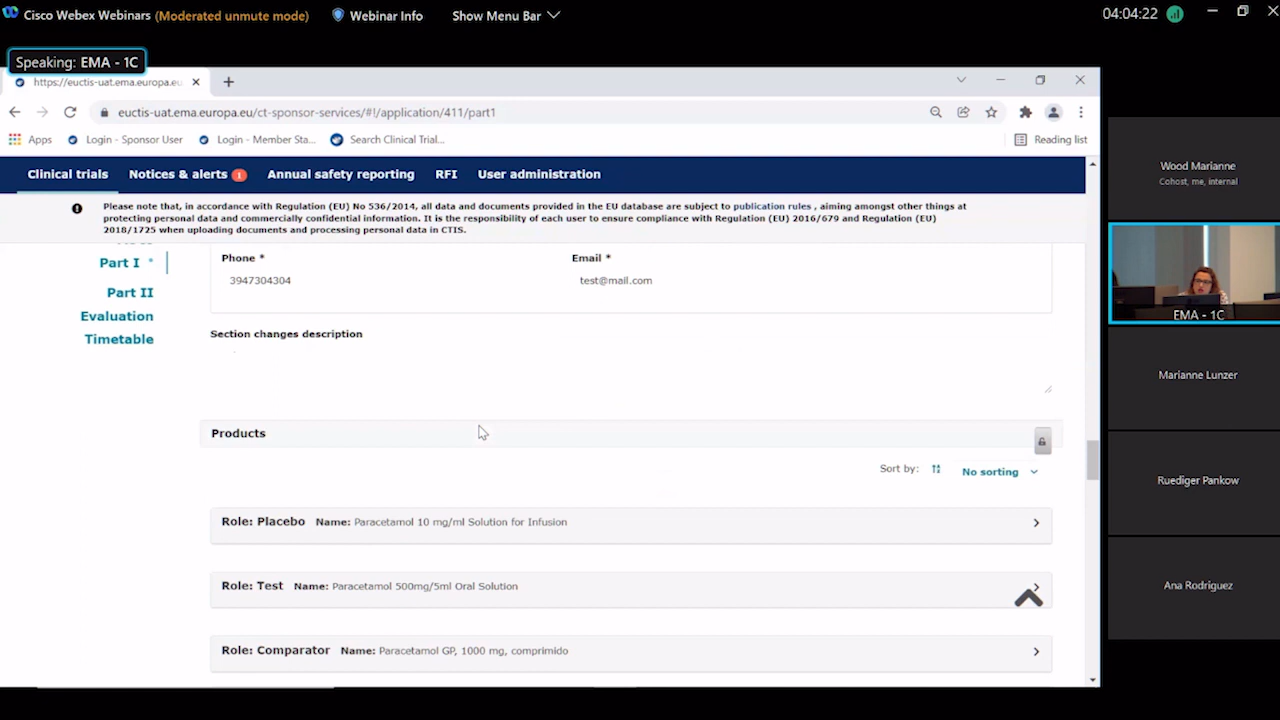 Cisco Webex Webinars (Moderated unmute mode) Webinar Info Show Menu Bar 04:04:22
Speaking: EMA - 1C
https://euctis-uat.ema.europa.eu
euctis-uat.ema.europa.eu/ct-sponsor-services/#!/application/411/part1
Apps Login - Sponsor User Login - Member Sta... Search Clinical Trial... Reading list
Clinical trials Notices & alerts 1 Annual safety reporting RFI User administration
Please note that, in accordance with Regulation (EU) No 536/2014, all data and documents provided in the EU database are subject to publication rules , aiming amongst other things at
protecting personal data and commercially confidential information. It is the responsibility of each user to ensure compliance with Regulation (EU) 2016/679 and Regulation (EU)
2018/1725 when uploading documents and processing personal data in CTIS.
Part I *
Part II
Evaluation
Timetable
Phone * Email *
3947304304 test@mail.com
Section changes description
Products
Sort by: No sorting
Role: Placebo Name: Paracetamol 10 mg/ml Solution for Infusion
Role: Test Name: Paracetamol 500mg/5ml Oral Solution
Role: Comparator Name: Paracetamol GP, 1000 mg, comprimido
Wood Marianne
Cohost, me, internal
EMA - 1C
Marianne Lunzer
Ruediger Pankow
Ana Rodriguez